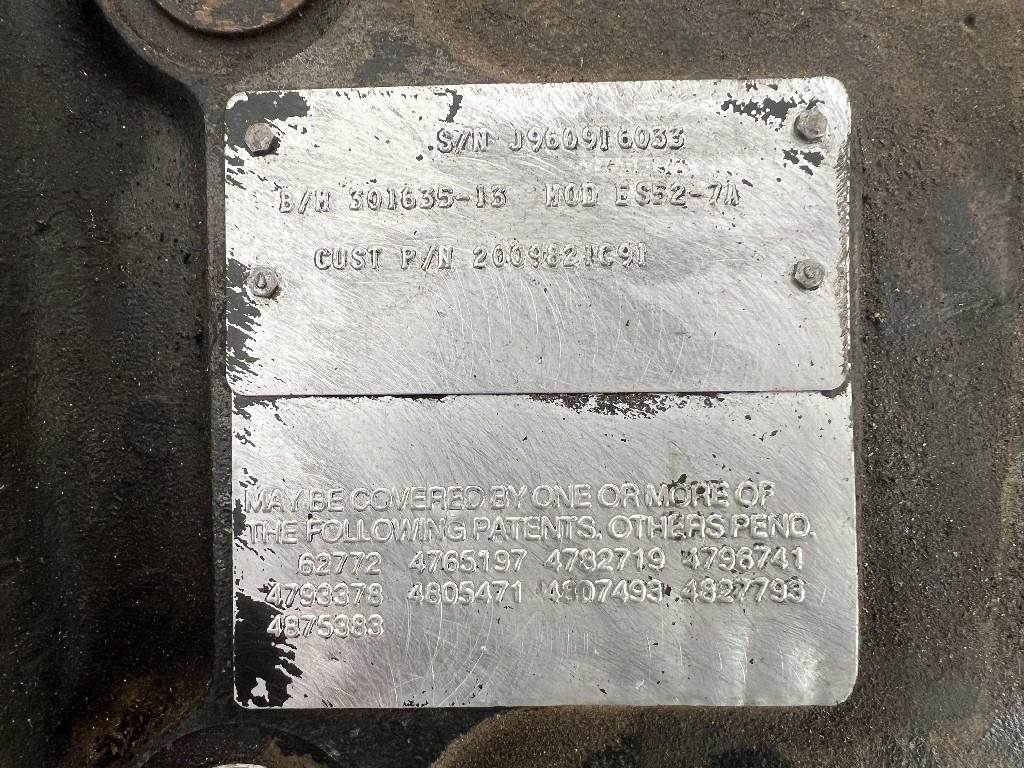 S/N J960916033
B/M 301635-13 MOD ES52-7A
CUST P/N 2009821C91
MAY BE COVERED BY ONE OR MORE OF
THE FOLLOWING PATENTS. OTHERS PEND.
62772 4765197 4782719 4798741
4793378 4805471 4807493 4827793
4875383